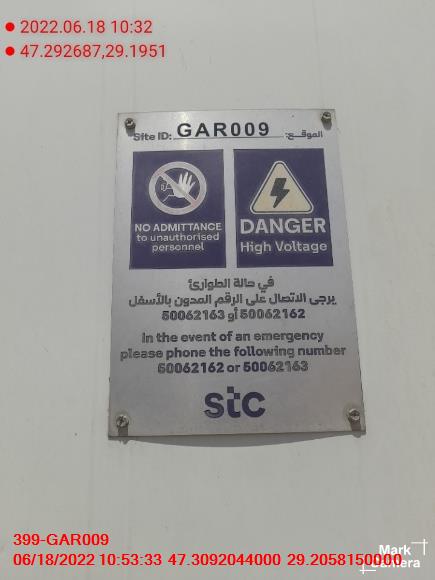 2022.06.18 10:32
47.292687,29.1951
Site ID: GAR009 الموقع:
NO ADMITTANCE
to unauthorised
personnel
DANGER
High Voltage
في حالة الطوارئ
يرجى الاتصال على الرقم المدون بالأسفل
50062162 أو 50062163
In the event of an emergency
please phone the following number
50062162 or 50062163
stc
399-GAR009
Mark
Camera
06/18/2022 10:53:33 47.3092044000 29.2058150000